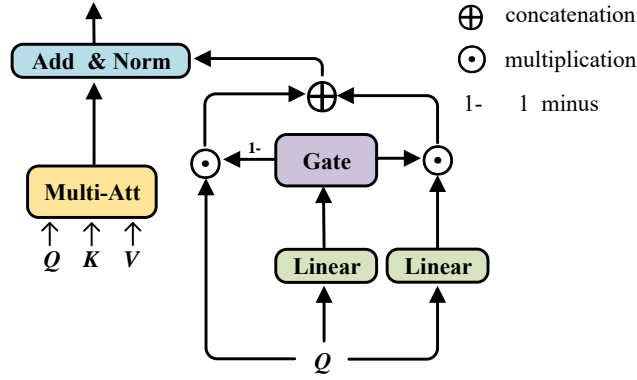 concatenation
Add & Norm
multiplication
1- 1 minus
1-
Gate
Multi-Att
Q K V
Linear Linear
Q